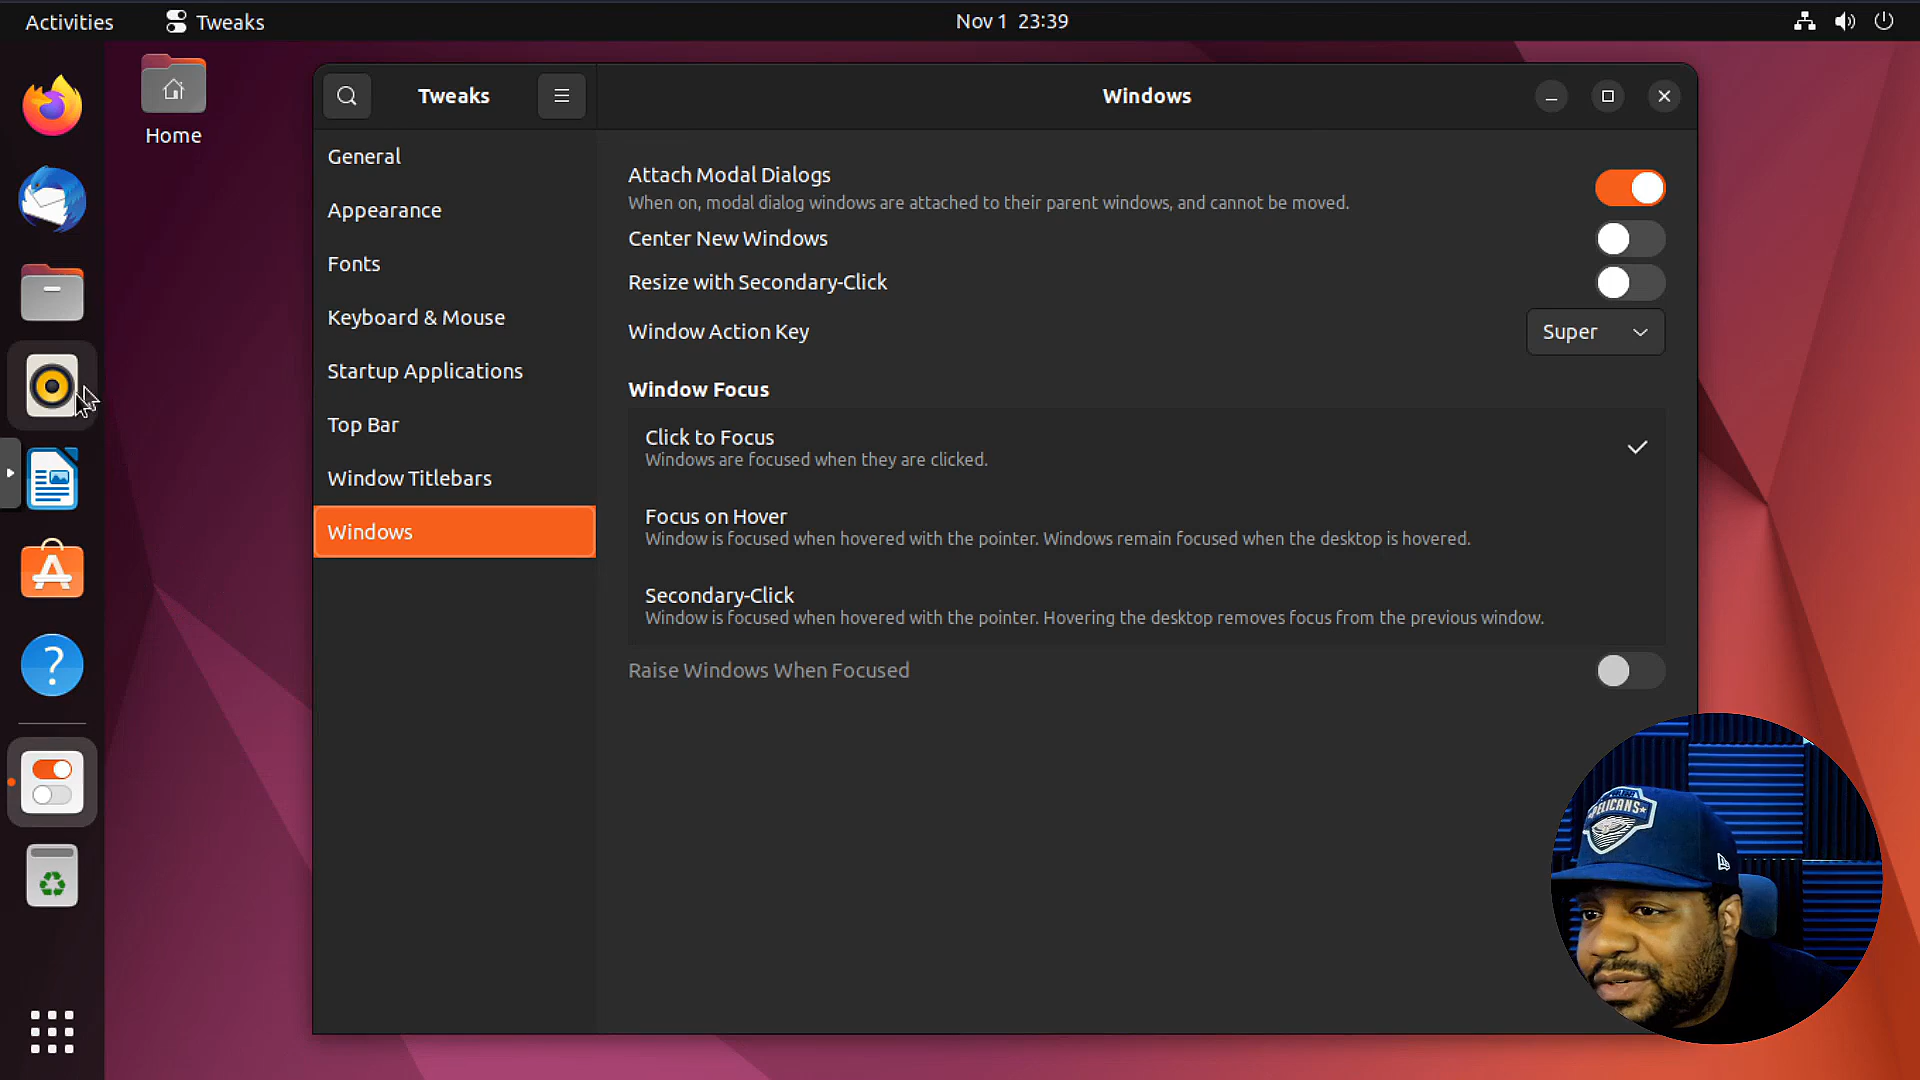 Activities
Tweaks
Nov 1 23:39
Home
Tweaks
Windows
General
Appearance
Fonts
Keyboard & Mouse
Startup Applications
Top Bar
Window Titlebars
Windows
Attach Modal Dialogs
When on, modal dialog windows are attached to their parent windows, and cannot be moved.
Center New Windows
Resize with Secondary-Click
Window Action Key
Super
Window Focus
Click to Focus
Windows are focused when they are clicked.
Focus on Hover
Window is focused when hovered with the pointer. Windows remain focused when the desktop is hovered.
Secondary-Click
Window is focused when hovered with the pointer. Hovering the desktop removes focus from the previous window.
Raise Windows When Focused
PELICANS